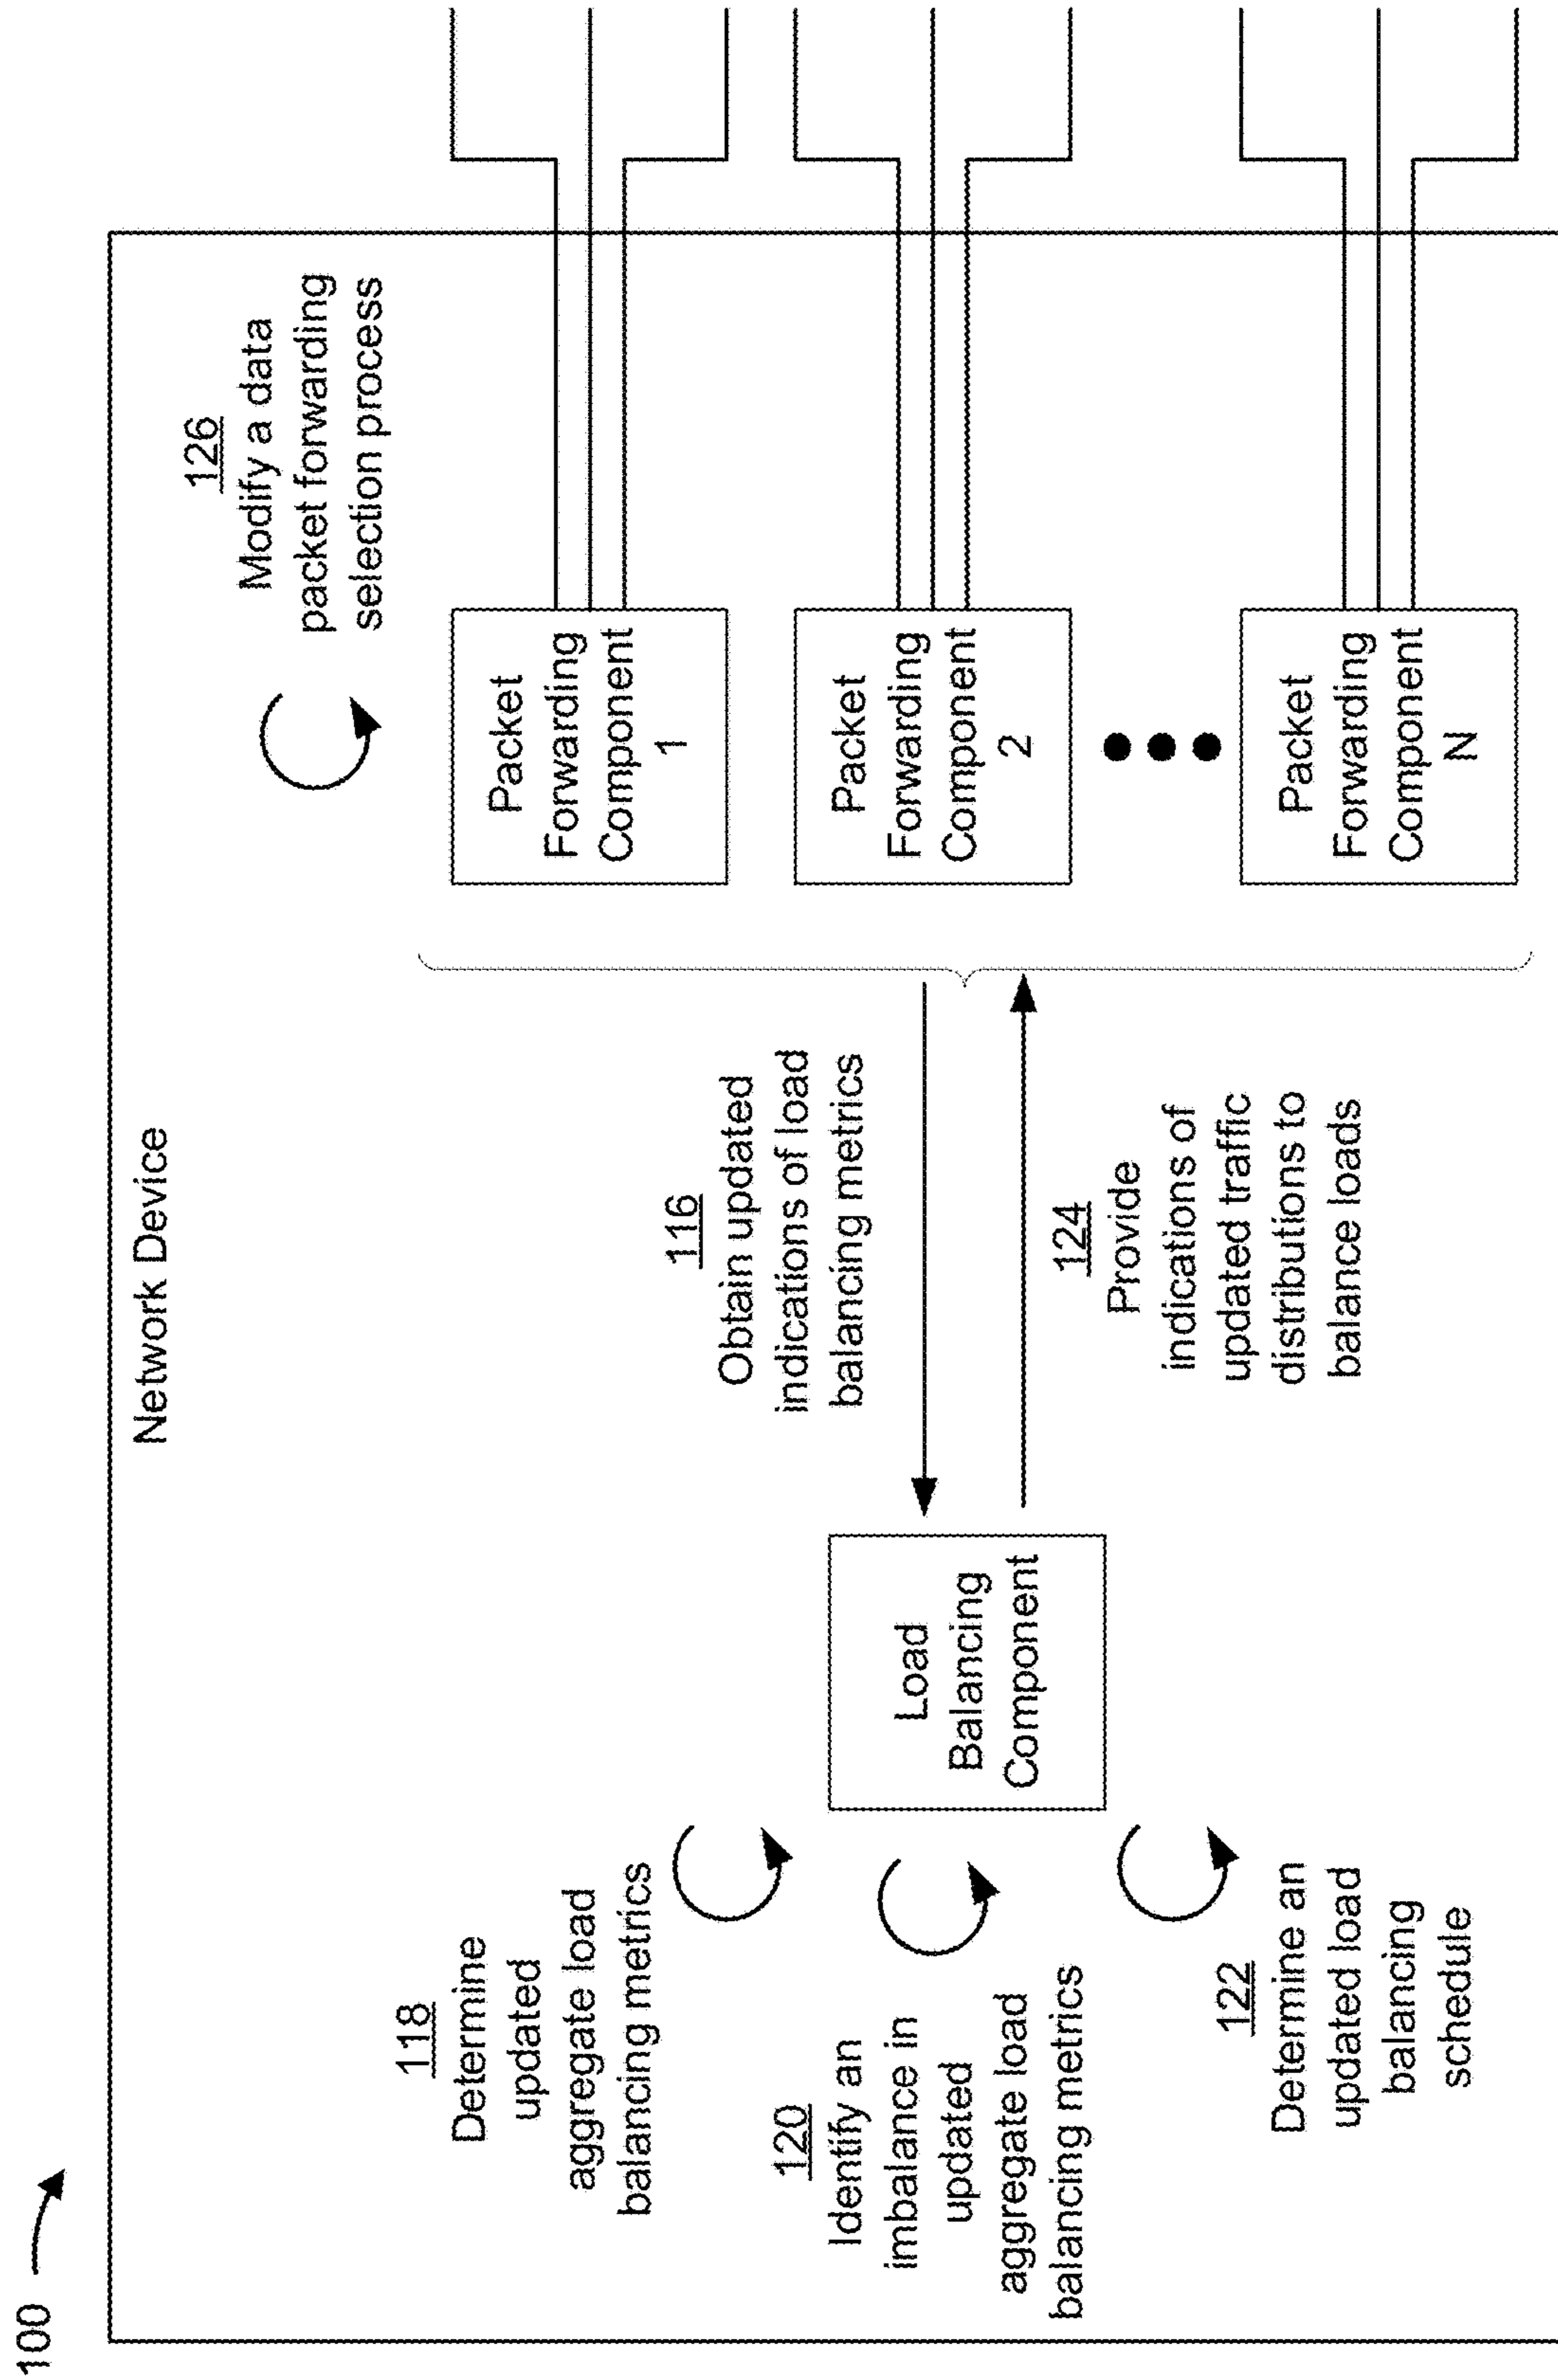 100
Network Device
118
Determine
updated
aggregate load
balancing metrics
120
Identify an
imbalance in
updated
aggregate load
balancing metrics
122
Determine an
updated load
balancing
schedule
Load
Balancing
Component
116
Obtain updated
indications of load
balancing metrics
124
Provide
indications of
updated traffic
distributions to
balance loads
126
Modify a data
packet forwarding
selection process
Packet
Forwarding
Component
1
Packet
Forwarding
Component
2
Packet
Forwarding
Component
N